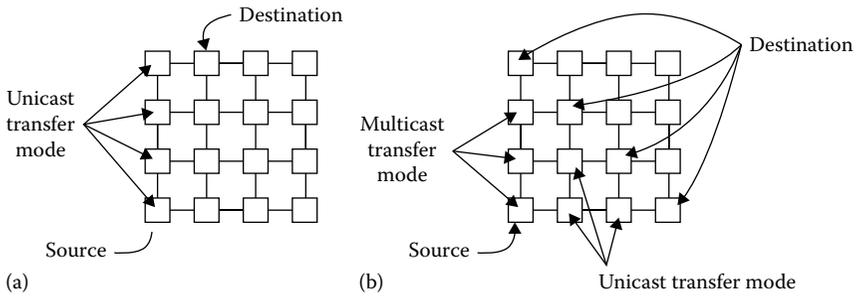 Destination
Unicast
transfer
mode
Source
(a)
Destination
Multicast
transfer
mode
Source
(b)
Unicast transfer mode